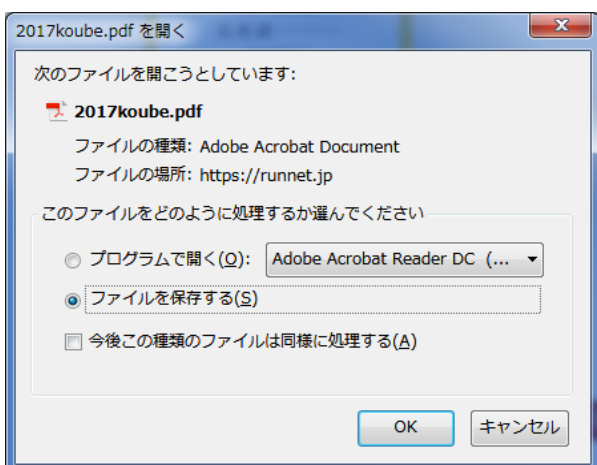 2017koube.pdf を開く
次のファイルを開こうとしています:
2017koube.pdf
ファイルの種類: Adobe Acrobat Document
ファイルの場所: https://runnet.jp
このファイルをどのように処理するか選んでください
プログラムで開く(O): Adobe Acrobat Reader DC (...
ファイルを保存する(S)
今後この種類のファイルは同様に処理する(A)
OK キャンセル